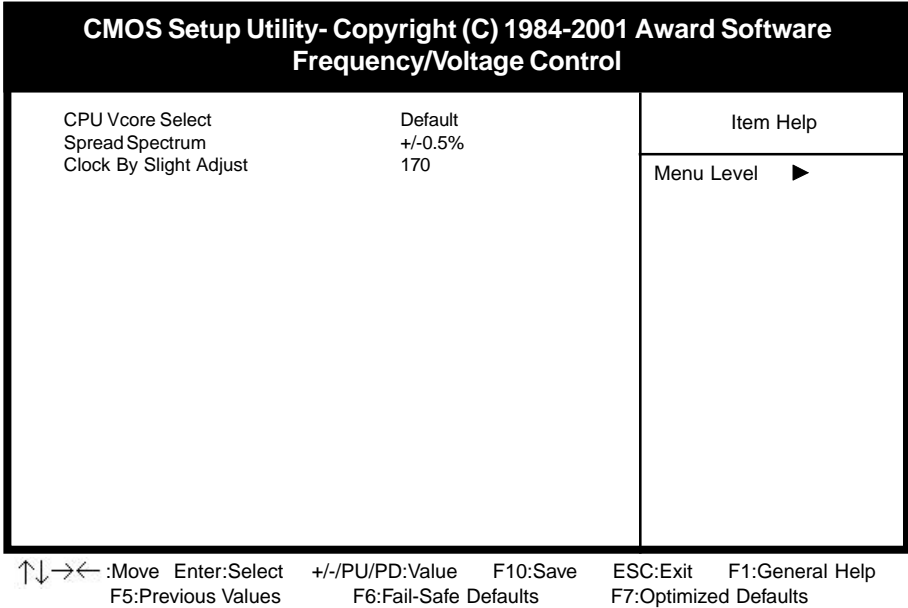 CMOS Setup Utility- Copyright (C) 1984-2001 Award Software
Frequency/Voltage Control
CPU Vcore Select Default
Spread Spectrum +/-0.5%
Clock By Slight Adjust 170
Item Help
Menu Level ▶
↑↓→← :Move Enter:Select +/-/PU/PD:Value F10:Save ESC:Exit F1:General Help
F5:Previous Values F6:Fail-Safe Defaults F7:Optimized Defaults